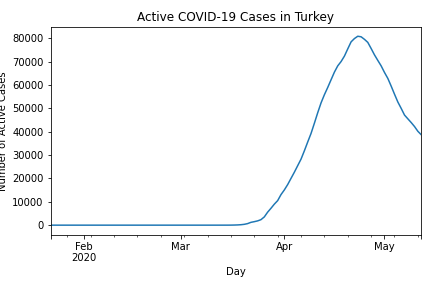 Active COVID-19 Cases in Turkey
80000
70000
60000
50000
40000
30000
20000
10000
0
Number of Active Cases
Feb Mar Apr May
2020
Day